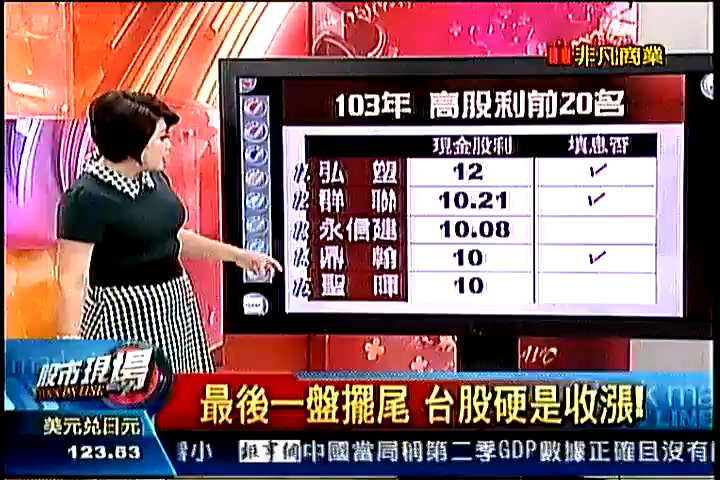 非凡商業
103年 高股利前20名
現金股利 填息否
弘塑 12 ✓
群聯 10.21 ✓
永信建 10.08
鼎翰 10 ✓
聖暉 10
股市現場
最後一盤擺尾 台股硬是收漲!
美元兌日元
123.53
小 中國當局稱第二季GDP數據正確且沒有